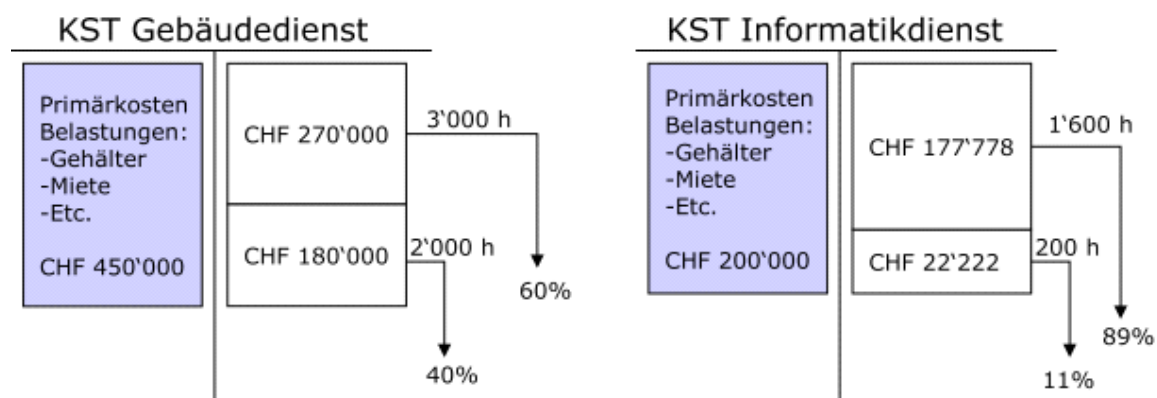 KST Gebäudedienst
Primärkosten
Belastungen:
-Gehälter
-Miete
-Etc.
CHF 450‘000
CHF 270‘000
3‘000 h
60%
CHF 180‘000
2‘000 h
40%
KST Informatikdienst
Primärkosten
Belastungen:
-Gehälter
-Miete
-Etc.
CHF 200‘000
CHF 177’778
1‘600 h
89%
CHF 22‘222
200 h
11%